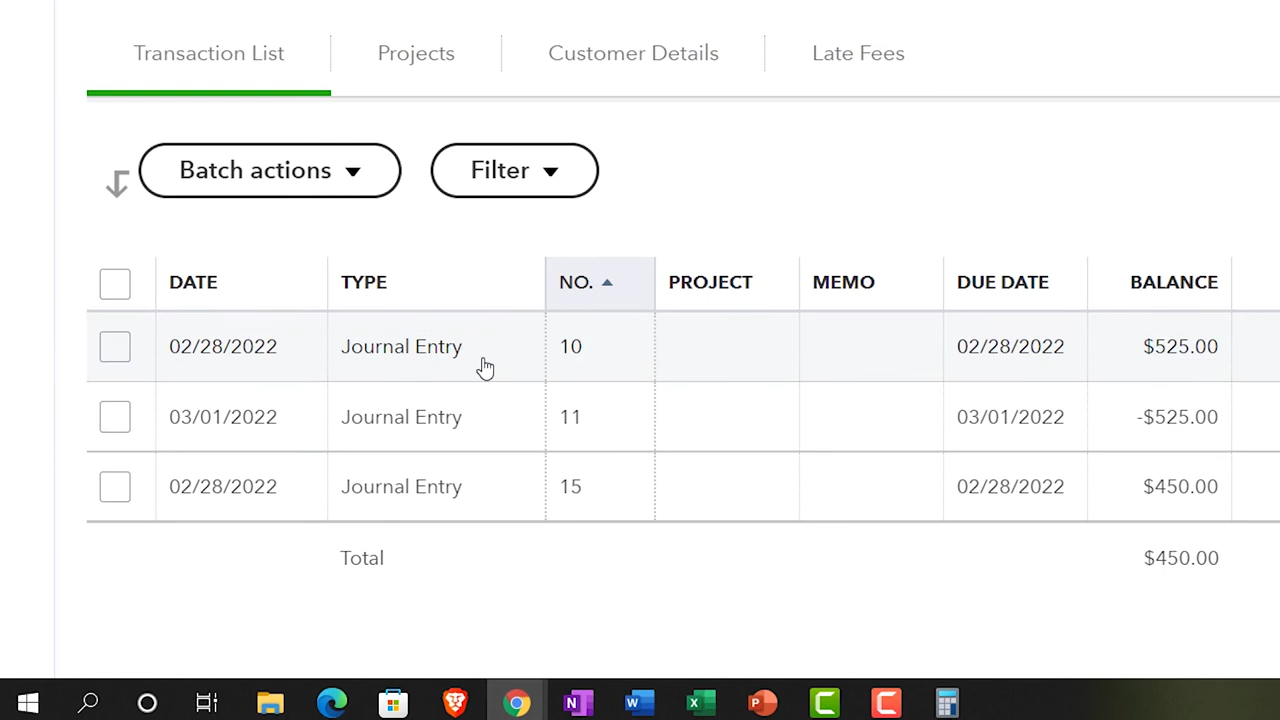 Transaction List Projects Customer Details Late Fees
Batch actions Filter
DATE TYPE NO. PROJECT MEMO DUE DATE BALANCE
02/28/2022 Journal Entry 10 02/28/2022 $525.00
03/01/2022 Journal Entry 11 03/01/2022 -$525.00
02/28/2022 Journal Entry 15 02/28/2022 $450.00
Total $450.00
N W X P C C